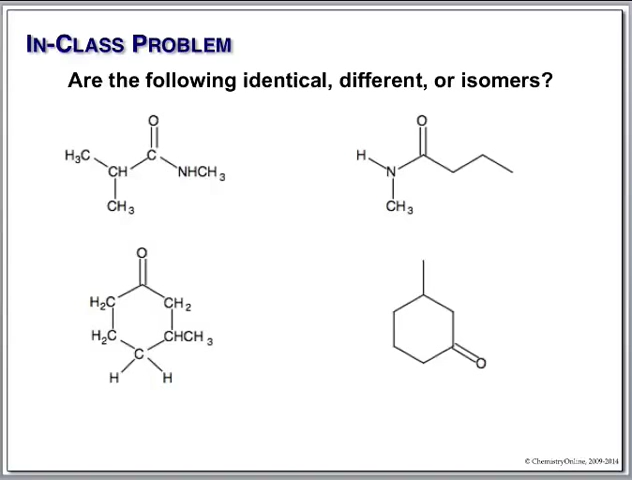 IN-CLASS PROBLEM
Are the following identical, different, or isomers?
O
H3C
C
CH
NHCH3
CH3
O
H
N
CH3
O
H2C
CH2
H2C
CHCH3
C
H
H
O
© ChemistryOnline, 2009-2014